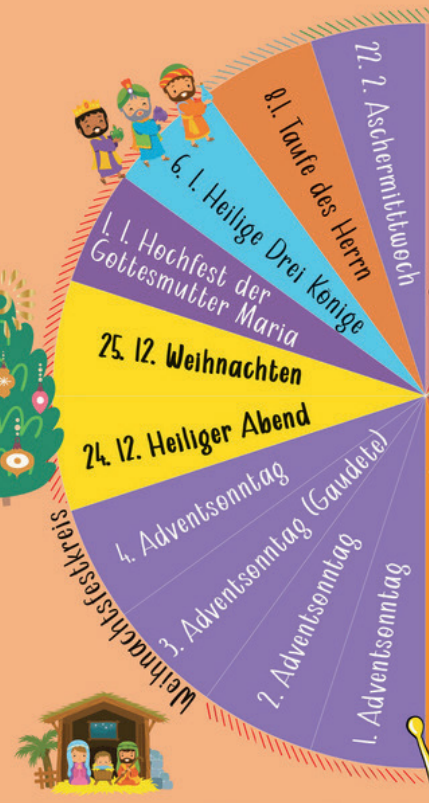 22. 2. Aschermitttwoch
8.1. Taufe des Herrn
6. 1. Heilige Drei Könige
1. 1. Hochfest der
Gottesmutter Maria
25. 12. Weihnachten
24. 12. Heiliger Abend
4. Adventsonntag
3. Adventsonntag (Gaudete)
2. Adventsonntag
1. Adventsonntag
Weihnachtsfestkreis